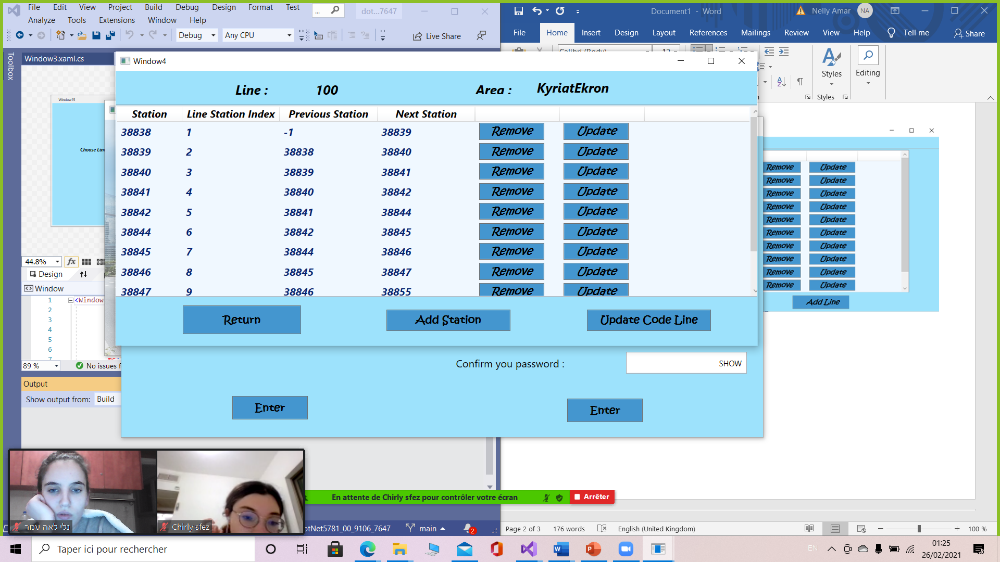 File Edit View Project Build Debug Design Format Test
Analyze Tools Extensions Window Help
... dot...7647
Debug Any CPU Live Share
Toolbox
Window3.xaml.cs
Window15
44.8%
fx
Design
Window
1 <Window
2
3
4
5
6
7
89 % No issues f
Output
Show output from: Build
Document1 - Word Nelly Amar NA
File Home Insert Design Layout References Mailings Review View Help Tell me Share
Styles Editing
Styles
Window4
Line : 100 Area : KyriatEkron
Station Line Station Index Previous Station Next Station
38838 1 -1 38839 Remove Update
38839 2 38838 38840 Remove Update
38840 3 38839 38841 Remove Update
38841 4 38840 38842 Remove Update
38842 5 38841 38844 Remove Update
38844 6 38842 38845 Remove Update
38845 7 38844 38846 Remove Update
38846 8 38845 38847 Remove Update
38847 9 38846 38855 Remove Update
Return Add Station Update Code Line
Remove Update
Remove Update
Remove Update
Remove Update
Remove Update
Remove Update
Remove Update
Remove Update
Remove Update
Remove Update
Add Line
Confirm you password : SHOW
Enter Enter
En attente de Chirly sfez pour contrôler votre écran Arrêter
נלי לאה עמר
Chirly sfez
otNet5781_00_9106_7647 main 2
Page 2 of 3 176 words English (United Kingdom) 100 %
Taper ici pour rechercher
EN
01:25
26/02/2021